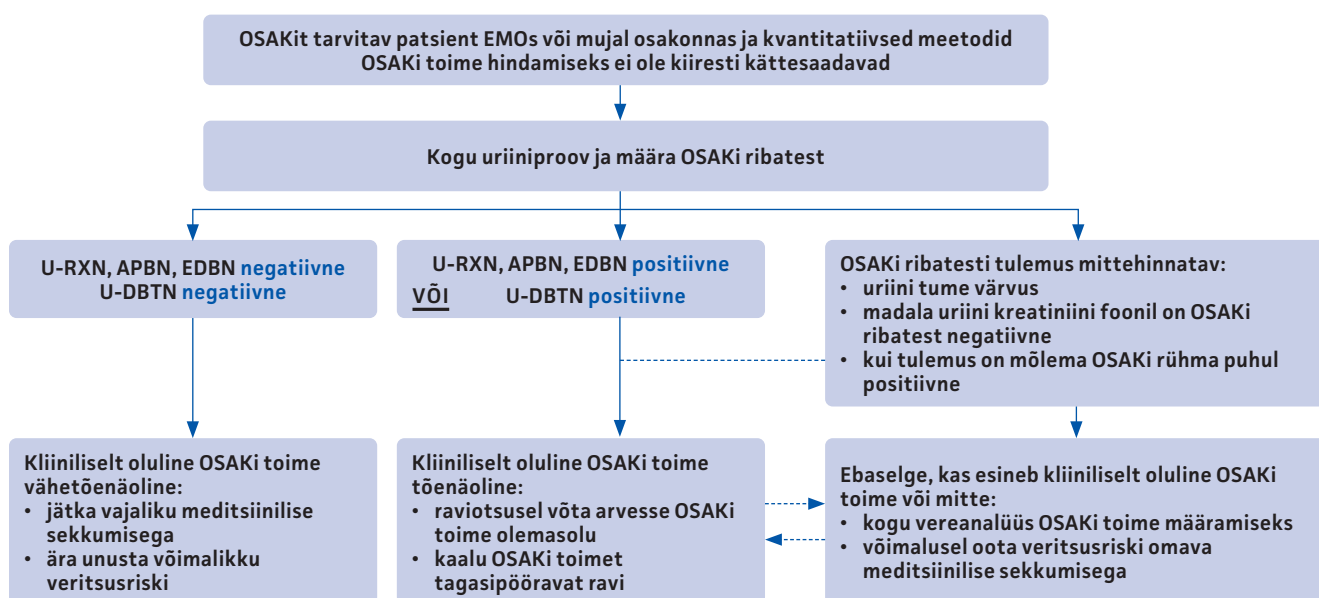 OSAKit tarvitav patsient EMOs või mujal osakonnas ja kvantitatiivsed meetodid
OSAKi toime hindamiseks ei ole kiiresti kättesaadavad
Kogu uriiniproov ja määra OSAKi ribatest
U-RXN, APBN, EDBN negatiivne
U-DBTN negatiivne
U-RXN, APBN, EDBN positiivne
VÕI U-DBTN positiivne
OSAKi ribatesti tulemus mittehinnatav:
• uriini tume värvus
• madala uriini kreatiniini foonil on OSAKi
ribatest negatiivne
• kui tulemus on mõlema OSAKi rühma puhul
positiivne
Kliiniliselt oluline OSAKi toime
vähetõenäoline:
• jätka vajaliku meditsiinilise
sekkumisega
• ära unusta võimalikku
veritsusriski
Kliiniliselt oluline OSAKi toime
tõenäoline:
• raviotsusel võta arvesse OSAKi
toime olemasolu
• kaalu OSAKi toimet
tagasipööravat ravi
Ebaselge, kas esineb kliiniliselt oluline OSAKi
toime või mitte:
• kogu vereanalüüs OSAKi toime määramiseks
• võimalusel oota veritsusriski omava
meditsiinilise sekkumisega